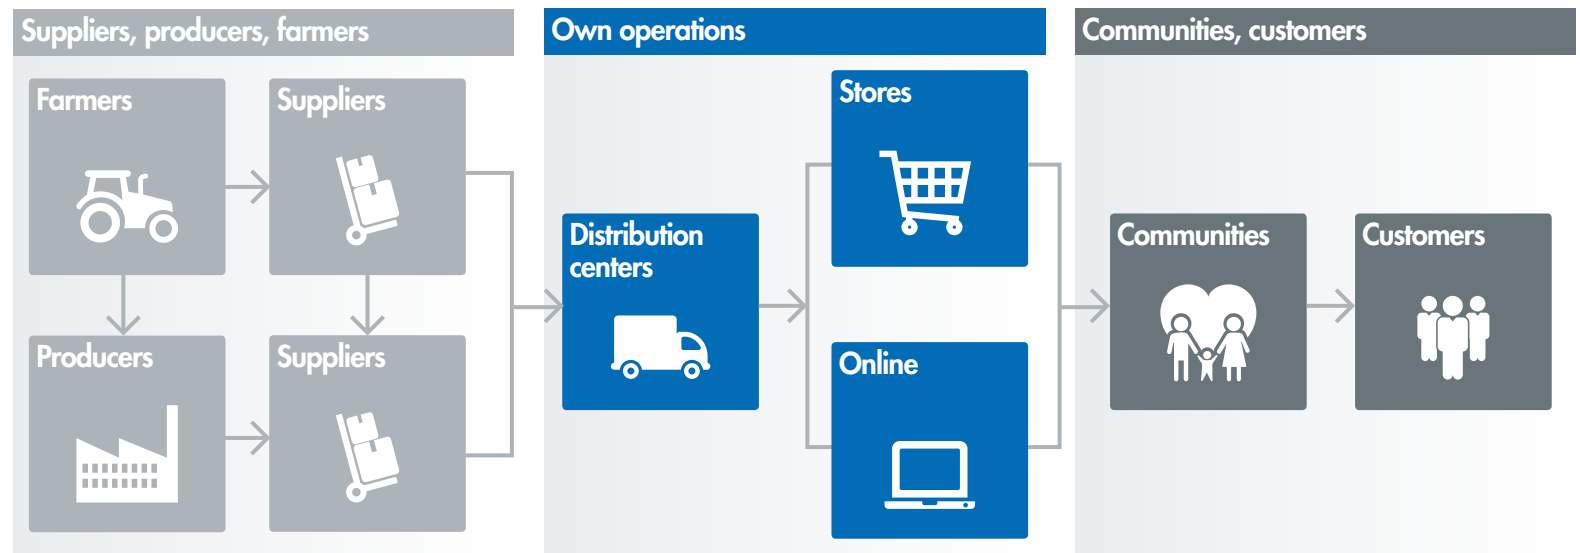 Suppliers, producers, farmers
Farmers
Suppliers
Producers
Suppliers
Own operations
Distribution
centers
Stores
Online
Communities, customers
Communities
Customers